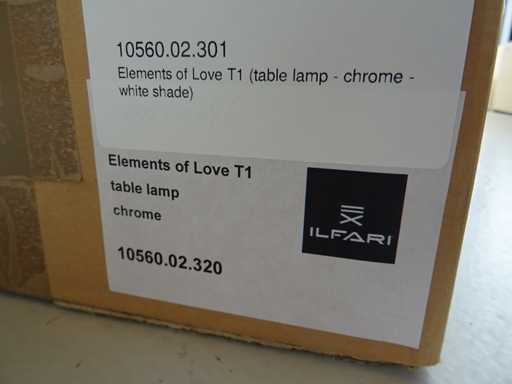 10560.02.301
Elements of Love T1 (table lamp - chrome -
white shade)
Elements of Love T1
table lamp
chrome
10560.02.320
ILFARI